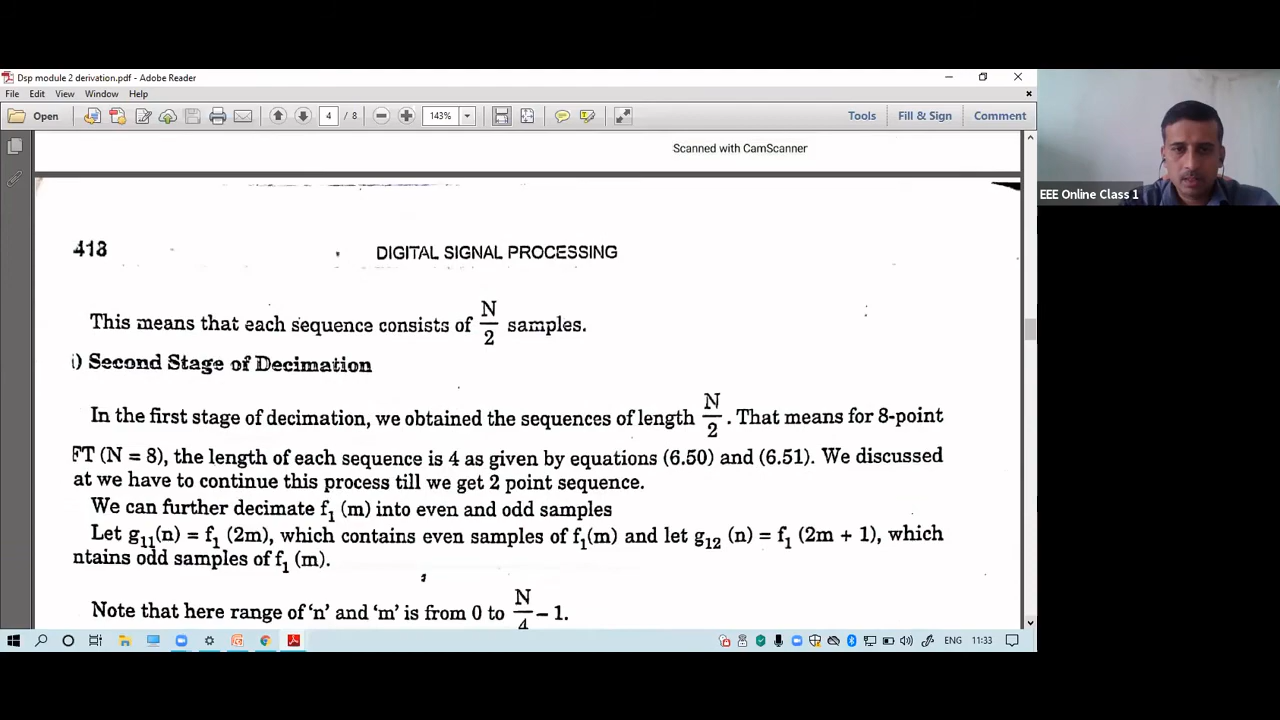 Dsp module 2 derivation.pdf - Adobe Reader
File Edit View Window Help
Open 4 / 8 143% Tools Fill & Sign Comment
Scanned with CamScanner
EEE Online Class 1
418 DIGITAL SIGNAL PROCESSING
This means that each sequence consists of N/2 samples.
i) Second Stage of Decimation
In the first stage of decimation, we obtained the sequences of length N/2. That means for 8-point
FT (N = 8), the length of each sequence is 4 as given by equations (6.50) and (6.51). We discussed
at we have to continue this process till we get 2 point sequence.
We can further decimate f₁ (m) into even and odd samples
Let g₁₁(n) = f₁ (2m), which contains even samples of f₁(m) and let g₁₂ (n) = f₁ (2m + 1), which
ntains odd samples of f₁ (m).
Note that here range of 'n' and 'm' is from 0 to N/4 – 1.
ENG 11:33